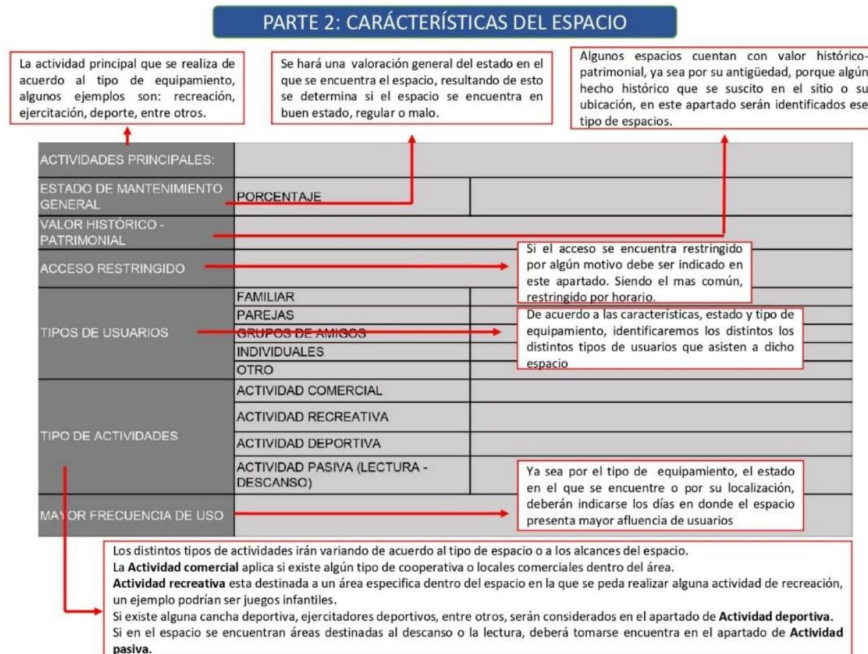 PARTE 2: CARÁCTERÍSTICAS DEL ESPACIO
La actividad principal que se realiza de
acuerdo al tipo de equipamiento,
algunos ejemplos son: recreación,
ejercitación, deporte, entre otros.
Se hará una valoración general del estado en el
que se encuentra el espacio, resultando de esto
se determina si el espacio se encuentra en
buen estado, regular o malo.
Algunos espacios cuentan con valor histórico-
patrimonial, ya sea por su antigüedad, porque algún
hecho histórico que se suscito en el sitio o su
ubicación, en este apartado serán identificados ese
tipo de espacios.
ACTIVIDADES PRINCIPALES:
ESTADO DE MANTENIMIENTO
GENERAL
PORCENTAJE
VALOR HISTÓRICO -
PATRIMONIAL
ACCESO RESTRINGIDO
Si el acceso se encuentra restringido
por algún motivo debe ser indicado en
este apartado. Siendo el mas común,
restringido por horario.
TIPOS DE USUARIOS
FAMILIAR
PAREJAS
GRUPOS DE AMIGOS
INDIVIDUALES
OTRO
De acuerdo a las características, estado y tipo de
equipamiento, identificaremos los distintos los
distintos tipos de usuarios que asisten a dicho
espacio
TIPO DE ACTIVIDADES
ACTIVIDAD COMERCIAL
ACTIVIDAD RECREATIVA
ACTIVIDAD DEPORTIVA
ACTIVIDAD PASIVA (LECTURA -
DESCANSO)
MAYOR FRECUENCIA DE USO
Ya sea por el tipo de equipamiento, el estado
en el que se encuentre o por su localización,
deberán indicarse los días en donde el espacio
presenta mayor afluencia de usuarios
Los distintos tipos de actividades irán variando de acuerdo al tipo de espacio o a los alcances del espacio.
La Actividad comercial aplica si existe algún tipo de cooperativa o locales comerciales dentro del área.
Actividad recreativa esta destinada a un área especifica dentro del espacio en la que se peda realizar alguna actividad de recreación,
un ejemplo podrían ser juegos infantiles.
Si existe alguna cancha deportiva, ejercitadores deportivos, entre otros, serán considerados en el apartado de Actividad deportiva.
Si en el espacio se encuentran áreas destinadas al descanso o la lectura, deberá tomarse encuentra en el apartado de Actividad
pasiva.